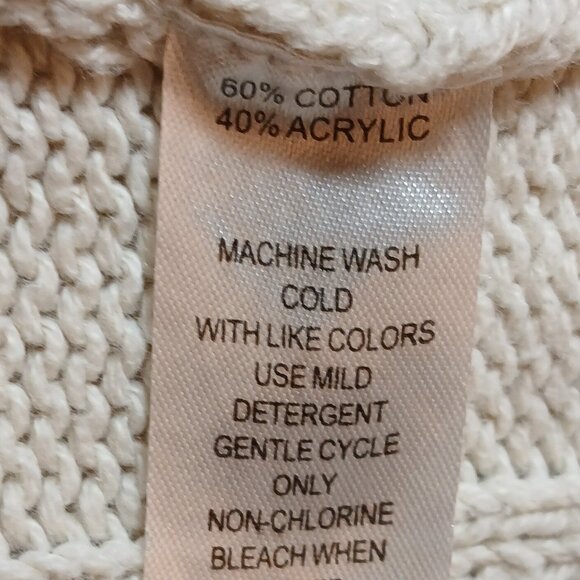 60% COTTON
40% ACRYLIC
MACHINE WASH
COLD
WITH LIKE COLORS
USE MILD
DETERGENT
GENTLE CYCLE
ONLY
NON-CHLORINE
BLEACH WHEN